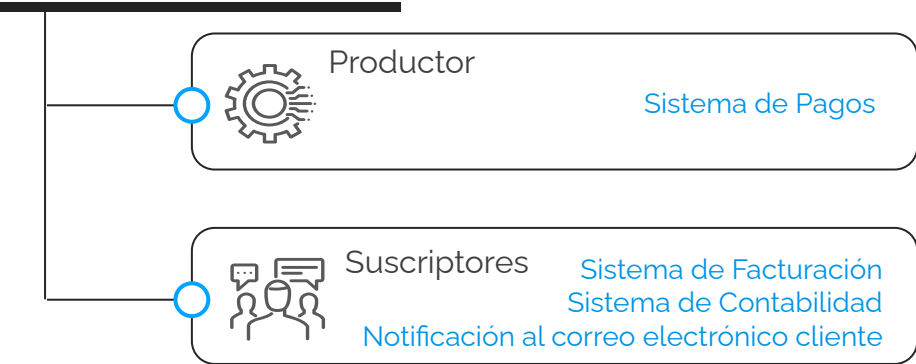 Productor
Sistema de Pagos
Suscriptores
Sistema de Facturación
Sistema de Contabilidad
Notificación al correo electrónico cliente